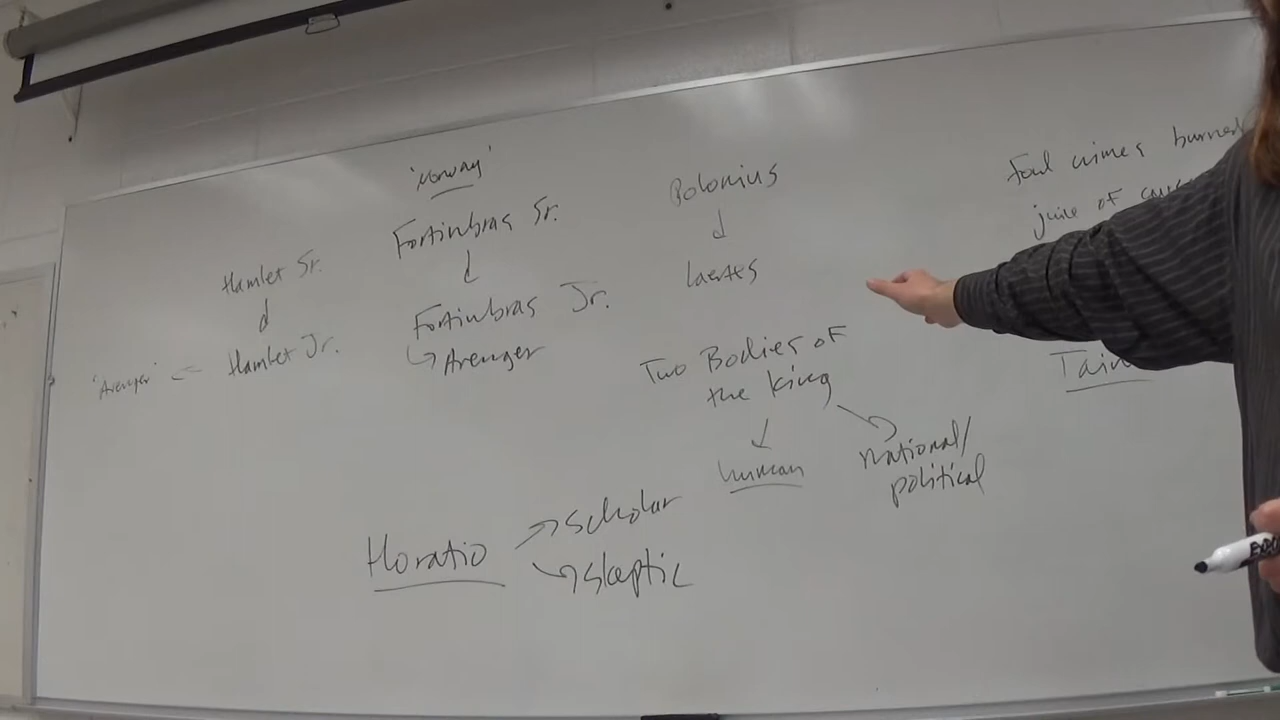 'Norway'
Fortinbras Sr.
Fortinbras Jr.
Avenger
Hamlet Sr.
Hamlet Jr.
'Avenger'
Polonius
Laertes
Two Bodies of
the King
human
national/
political
Horatio
scholar
skeptic
foul crimes burned
juice of